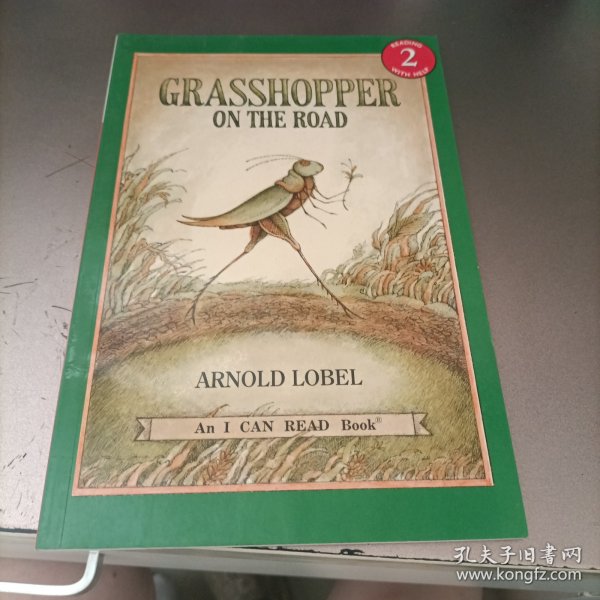 READING
2
WITH HELP
GRASSHOPPER
ON THE ROAD
ARNOLD LOBEL
An I CAN READ Book®
孔夫子旧书网
www.kongfz.com